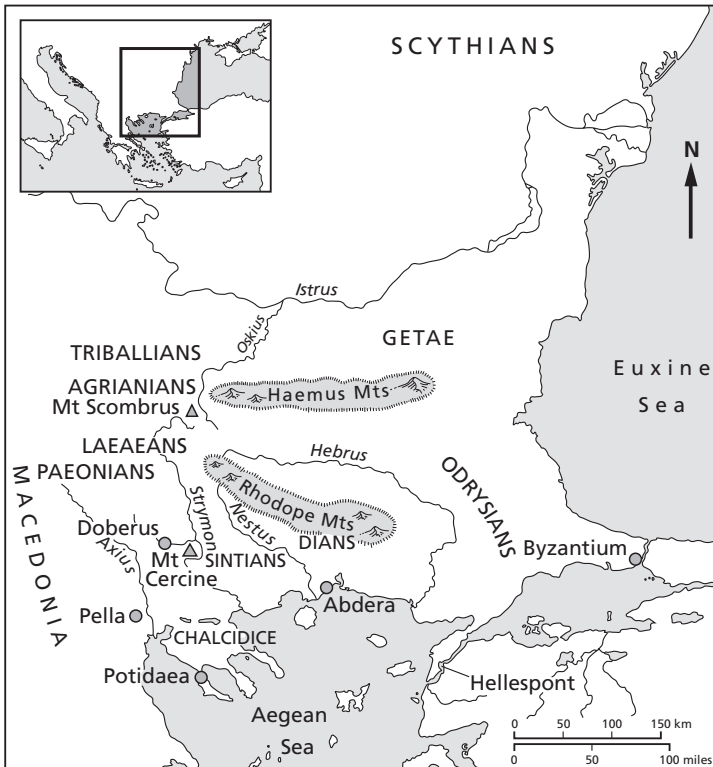 SCYTHIANS
N
Istrus
Oskius
GETAE
TRIBALLIANS
Euxine
Sea
AGRIANIANS
Haemus Mts
Mt Scombrus
LAEAEANS
Hebrus
PAEONIANS
MACEDONIA
Strymon
Rhodope Mts
Nestus
ODRYSIANS
Doberus
Axius
DIANS
Mt
Cercine
SINTIANS
Byzantium
Abdera
Pella
CHALCIDICE
Potidaea
Hellespont
Aegean
Sea
0 50 100 150 km
0 50 100 miles